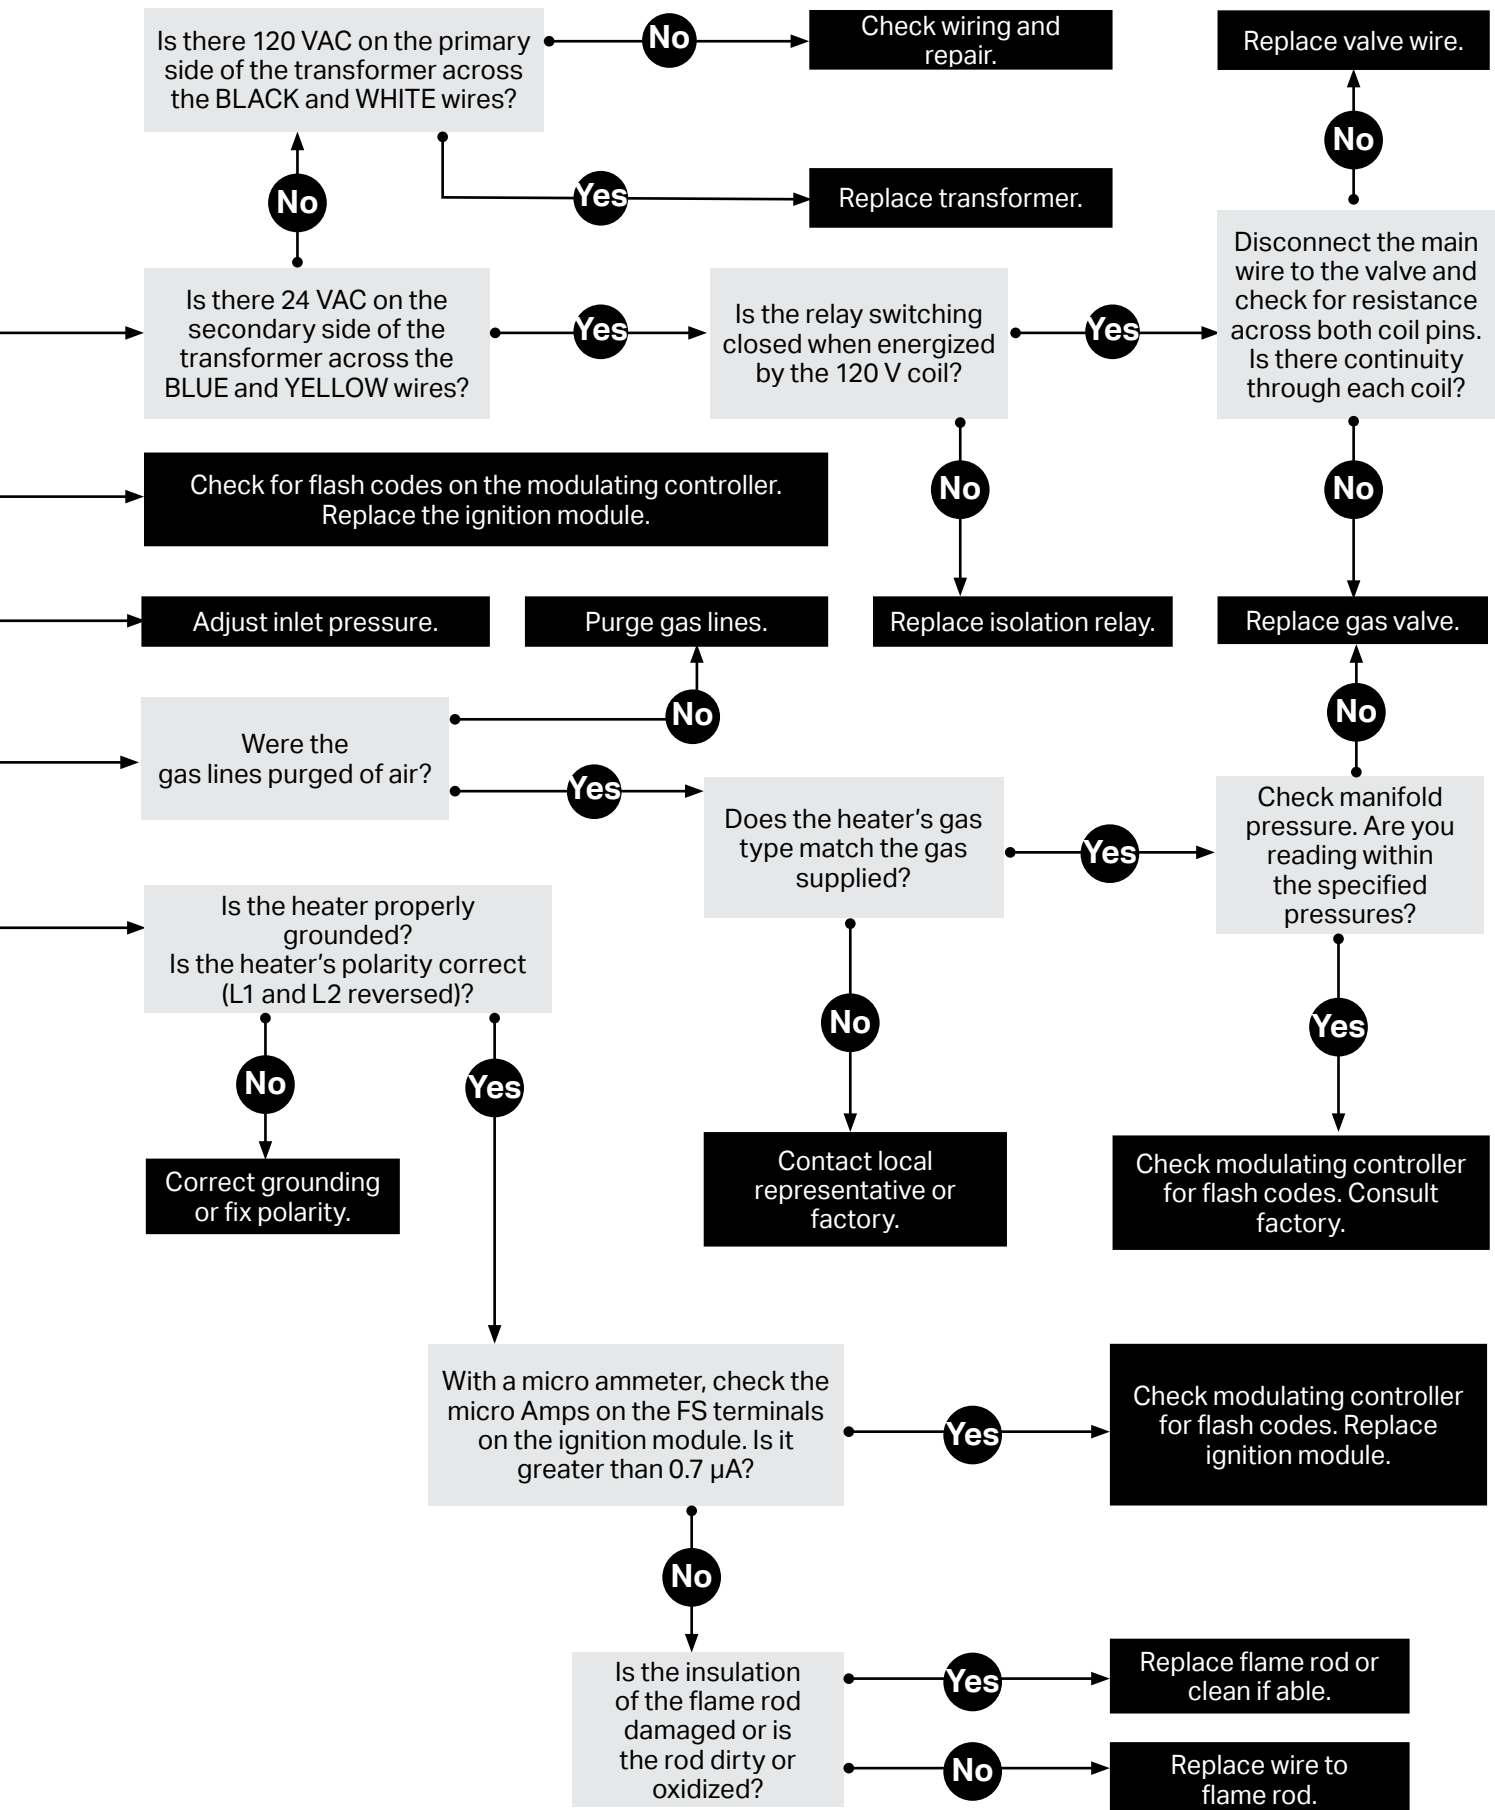 Is there 120 VAC on the primary
side of the transformer across
the BLACK and WHITE wires?
No
Check wiring and
repair.
Replace valve wire.
No
No
Yes
Replace transformer.
Is there 24 VAC on the
secondary side of the
transformer across the
BLUE and YELLOW wires?
Yes
Is the relay switching
closed when energized
by the 120 V coil?
Yes
Disconnect the main
wire to the valve and
check for resistance
across both coil pins.
Is there continuity
through each coil?
No
No
Check for flash codes on the modulating controller.
Replace the ignition module.
Adjust inlet pressure.
Purge gas lines.
Replace isolation relay.
Replace gas valve.
No
No
Were the
gas lines purged of air?
Yes
Does the heater's gas
type match the gas
supplied?
Yes
Check manifold
pressure. Are you
reading within
the specified
pressures?
Is the heater properly
grounded?
Is the heater's polarity correct
(L1 and L2 reversed)?
No
Yes
No
Yes
Correct grounding
or fix polarity.
Contact local
representative or
factory.
Check modulating controller
for flash codes. Consult
factory.
With a micro ammeter, check the
micro Amps on the FS terminals
on the ignition module. Is it
greater than 0.7 µA?
Yes
Check modulating controller
for flash codes. Replace
ignition module.
No
Is the insulation
of the flame rod
damaged or is
the rod dirty or
oxidized?
Yes
Replace flame rod or
clean if able.
No
Replace wire to
flame rod.